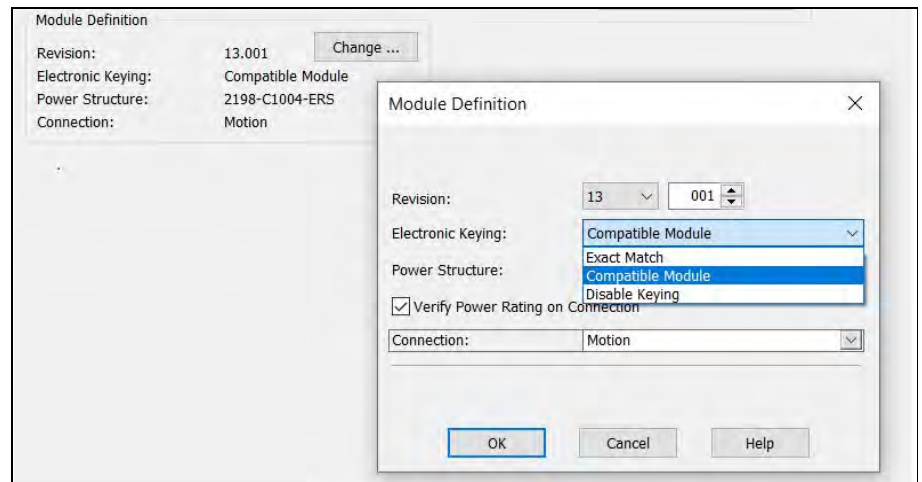 Module Definition
Revision: 13.001 Change ...
Electronic Keying: Compatible Module
Power Structure: 2198-C1004-ERS
Connection: Motion
Module Definition
Revision: 13 001
Electronic Keying: Compatible Module
Exact Match
Compatible Module
Power Structure:
Disable Keying
Verify Power Rating on Connection
Connection: Motion
OK Cancel Help